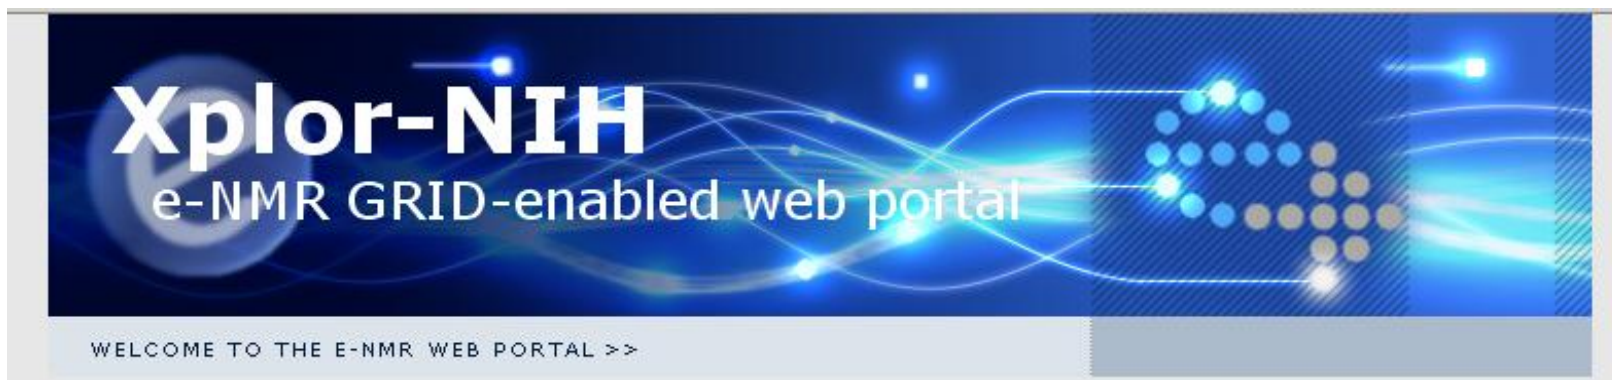 Xplor-NIH
e-NMR GRID-enabled web portal
WELCOME TO THE E-NMR WEB PORTAL >>